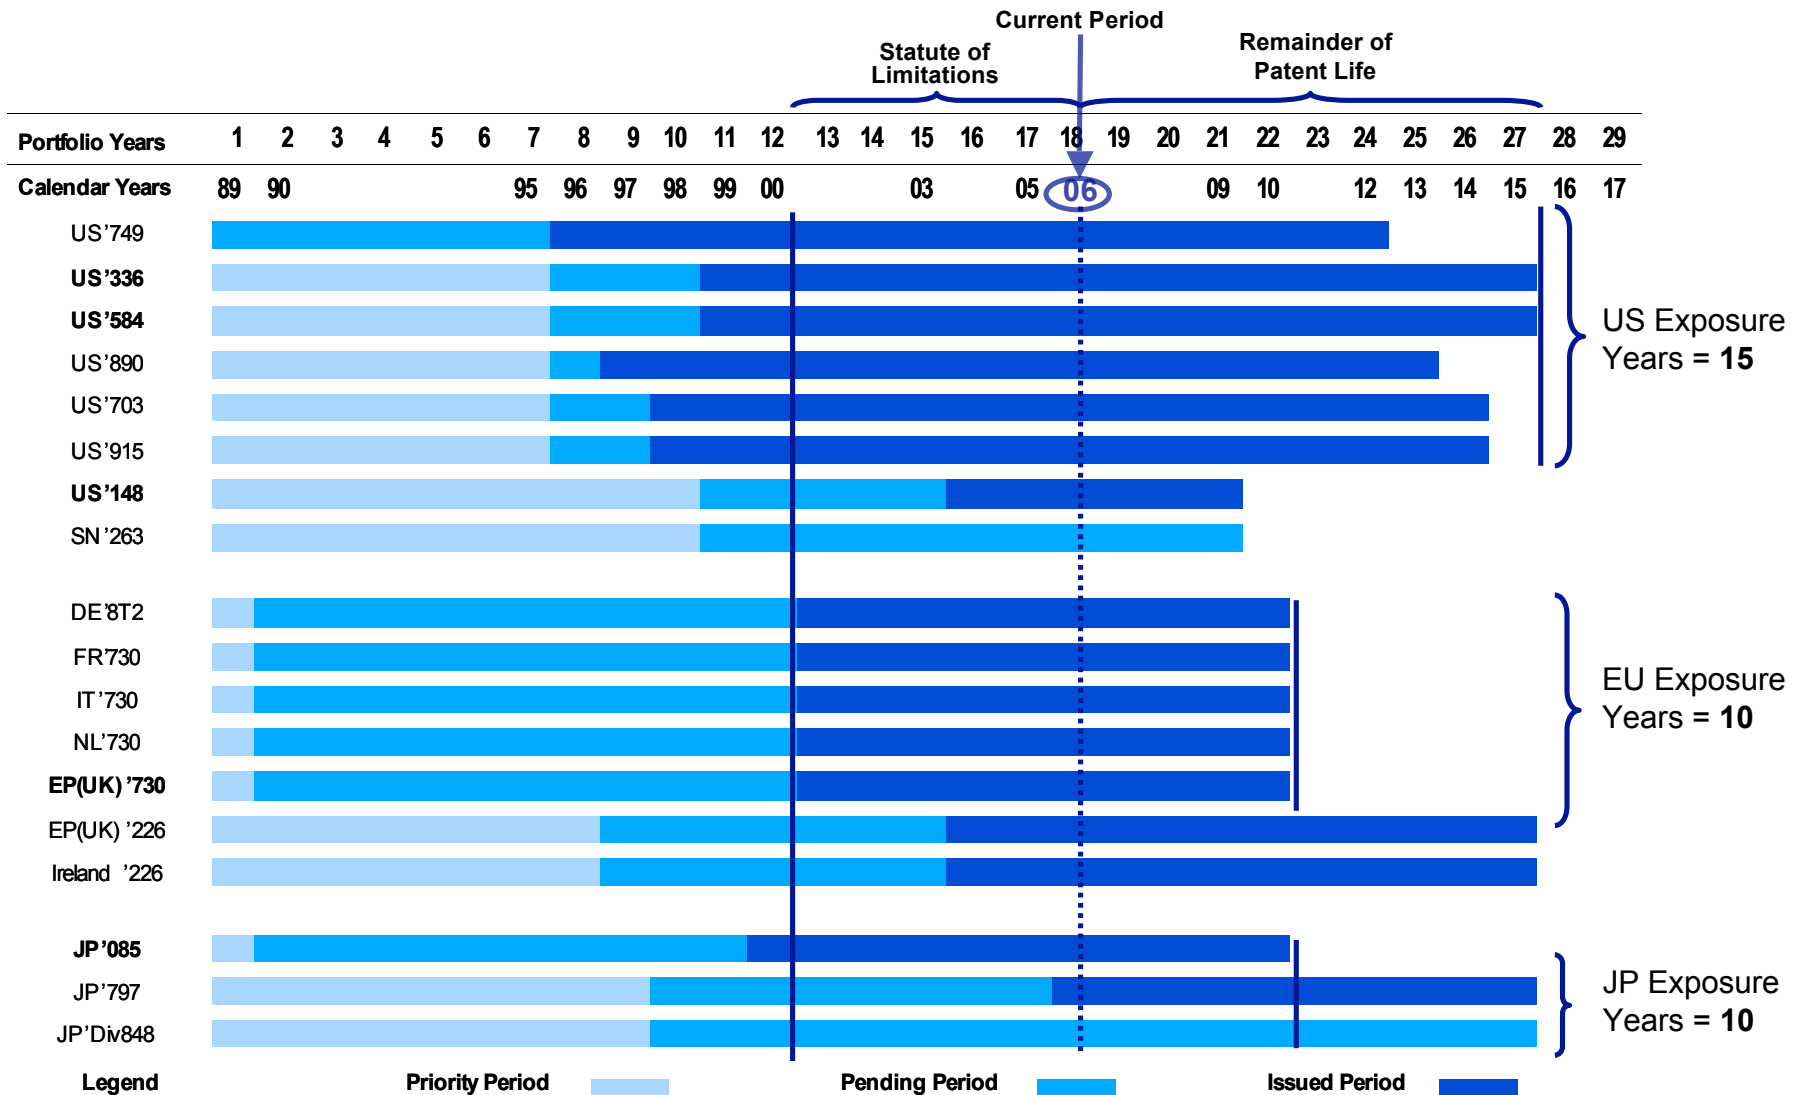 Current Period
Statute of
Limitations
Remainder of
Patent Life
Portfolio Years 1 2 3 4 5 6 7 8 9 10 11 12 13 14 15 16 17 18 19 20 21 22 23 24 25 26 27 28 29
Calendar Years 89 90 95 96 97 98 99 00 03 05 06 09 10 12 13 14 15 16 17
US'749
US'336
US'584
US'890
US'703
US'915
US'148
SN'263
US Exposure
Years = 15
DE'8T2
FR'730
IT'730
NL'730
EP(UK) '730
EP(UK) '226
Ireland '226
EU Exposure
Years = 10
JP'085
JP'797
JP'Div848
JP Exposure
Years = 10
Legend Priority Period Pending Period Issued Period